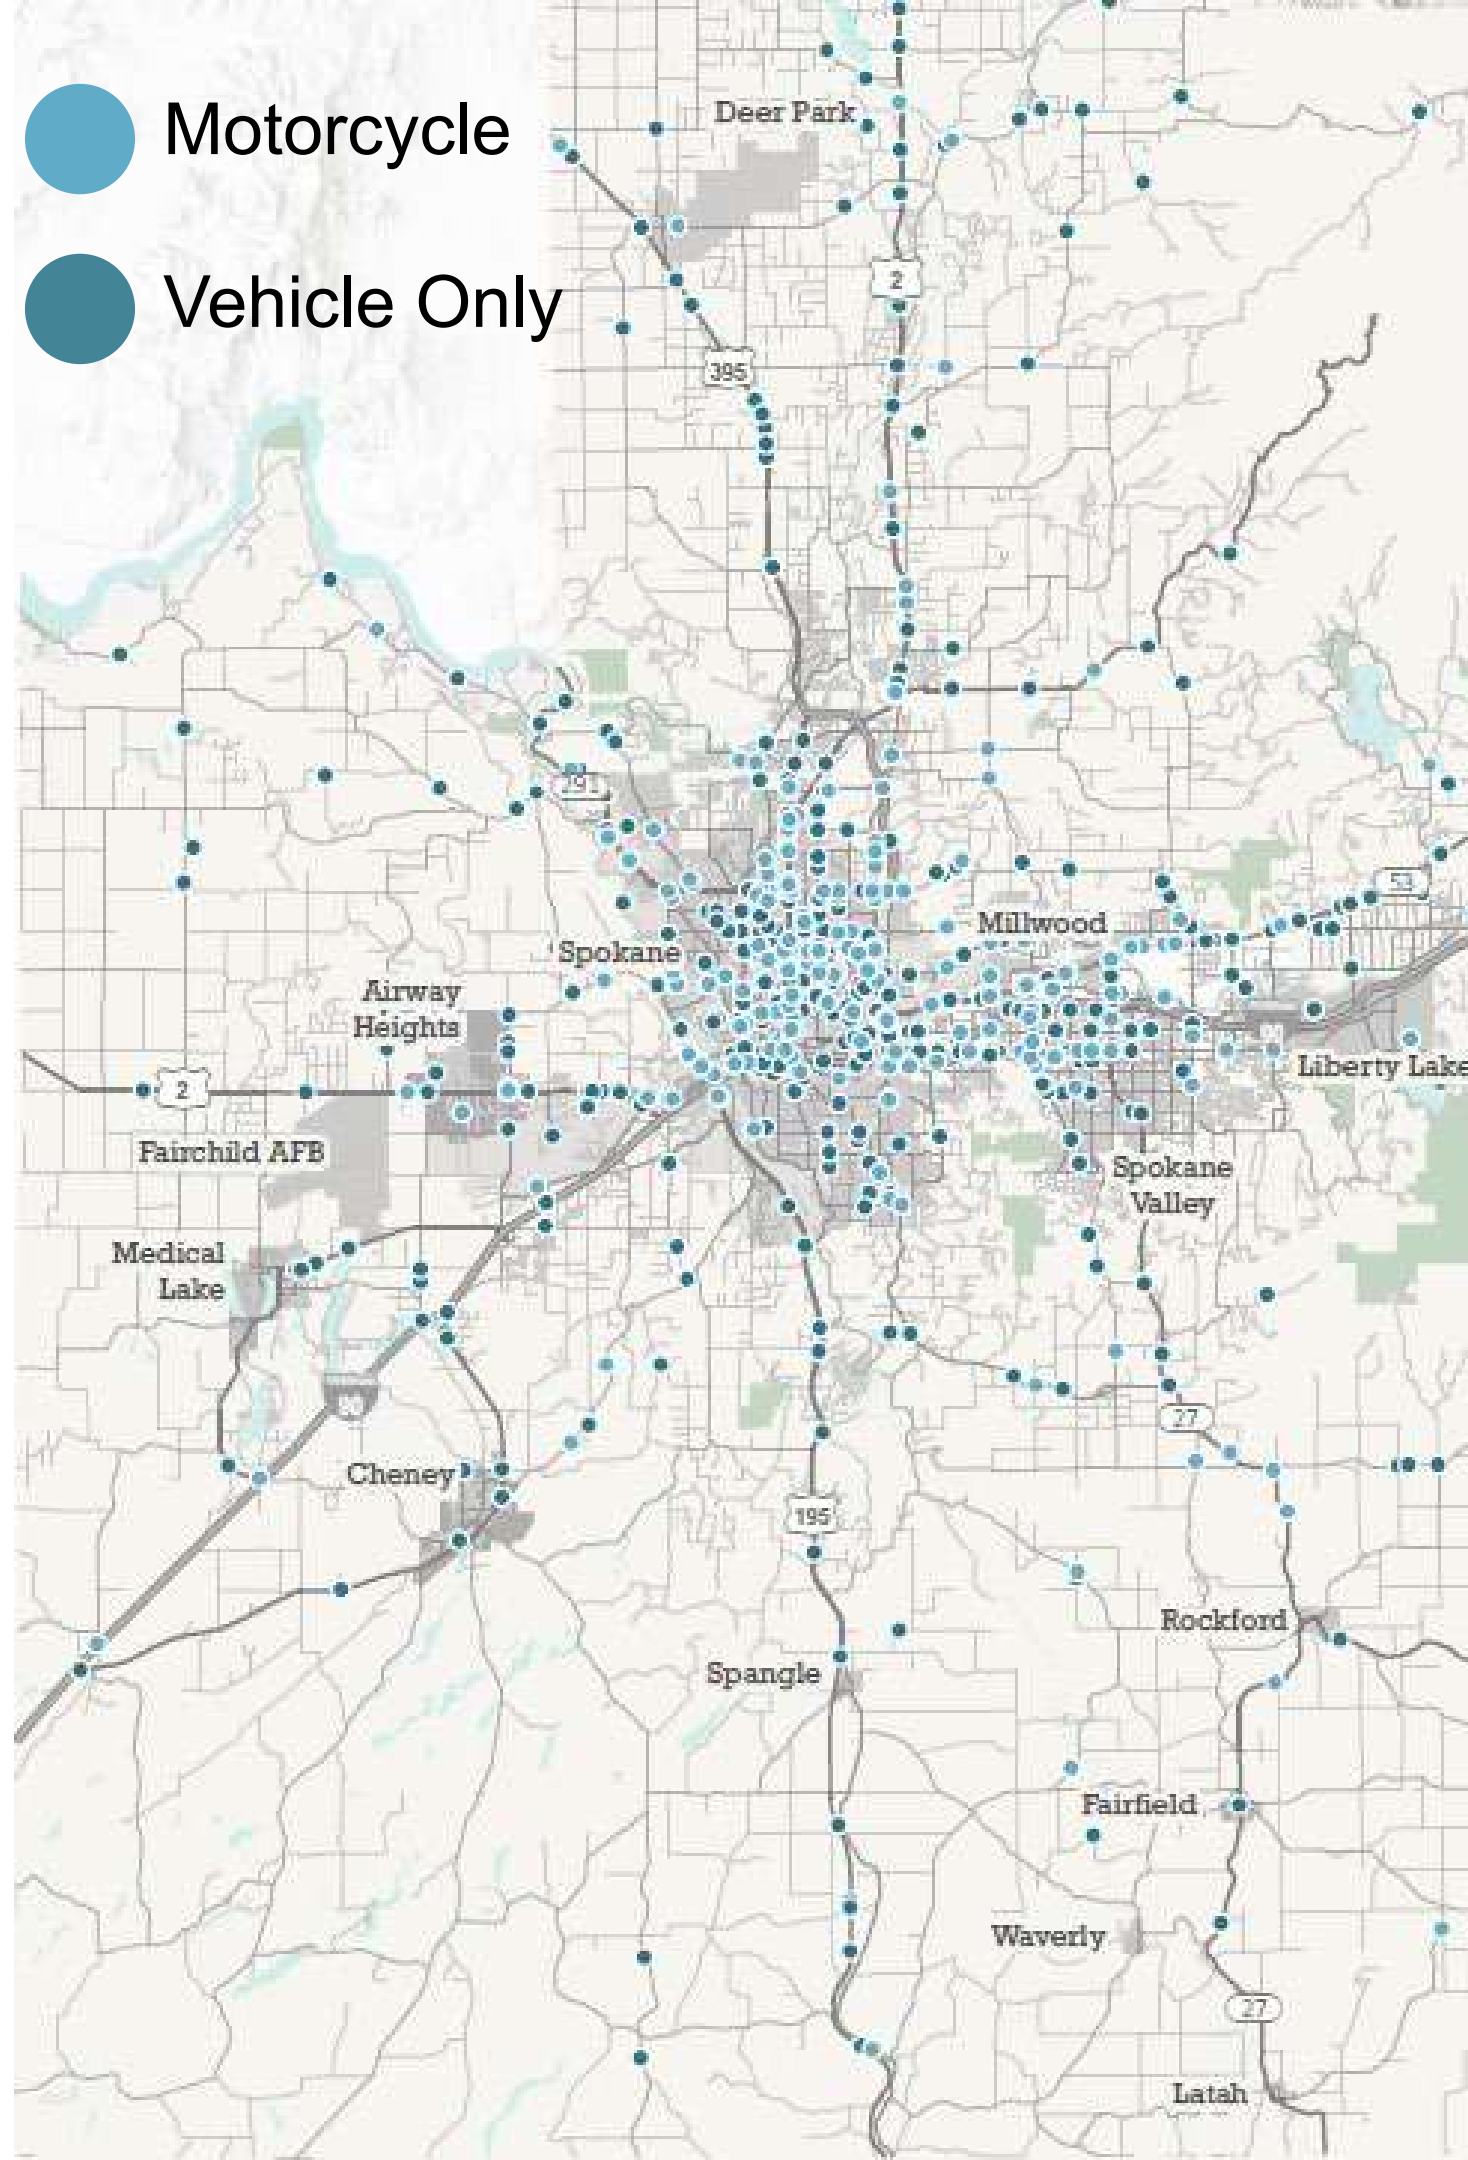 Motorcycle
Vehicle Only
Deer Park
2
395
291
Millwood
53
Spokane
Airway
Heights
2
Liberty Lake
Fairchild AFB
Spokane
Valley
Medical
Lake
27
Cheney
195
Rockford
Spangle
Fairfield
Waverly
27
Latah